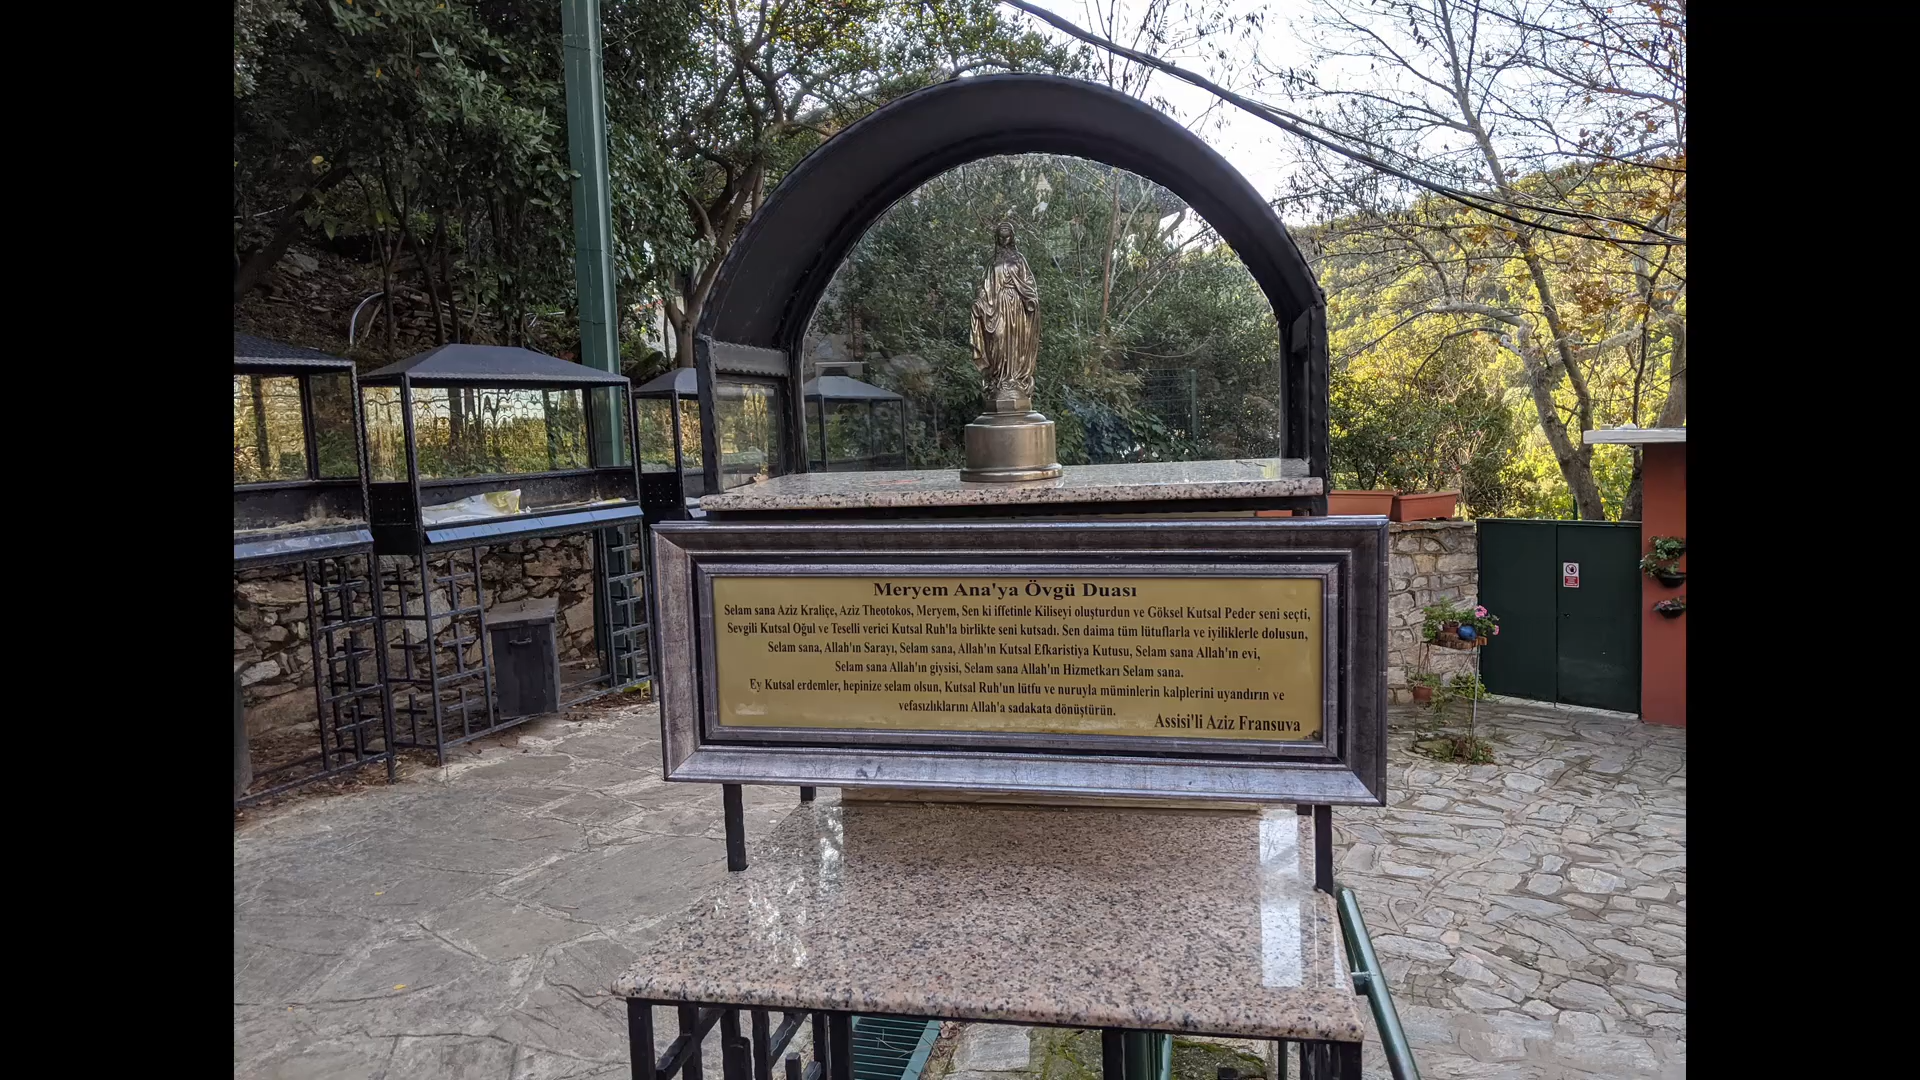 Meryem Ana'ya Övgü Duası
Selam sana Aziz Kraliçe, Aziz Theotokos, Meryem, Sen ki iffetinle Kiliseyi oluşturdun ve Göksel Kutsal Peder seni seçti,
Sevgili Kutsal Oğul ve Teselli verici Kutsal Ruh'la birlikte seni kutsadı. Sen daima tüm lütuflarla ve iyiliklerle dolusun,
Selam sana, Allah'ın Sarayı, Selam sana, Allah'ın Kutsal Efkaristiya Kutusu, Selam sana Allah'ın evi,
Selam sana Allah'ın giysisi, Selam sana Allah'ın Hizmetkarı Selam sana.
Ey Kutsal erdemler, hepinize selam olsun, Kutsal Ruh'un lütfu ve nuruyla müminlerin kalplerini uyandırın ve
vefasızlıklarını Allah'a sadakata dönüştürün.
Assisi'li Aziz Fransuva